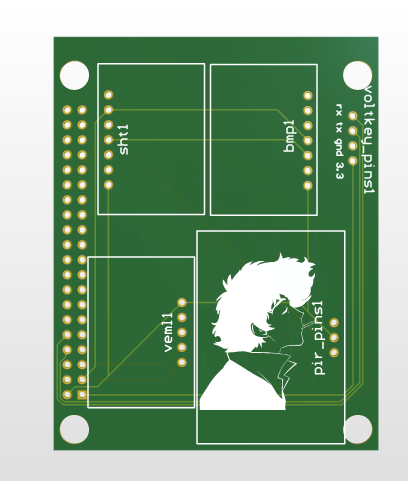 sht1
bmp1
voltkey_pins1
rx tx gnd 3.3
veml1
pir_pins1